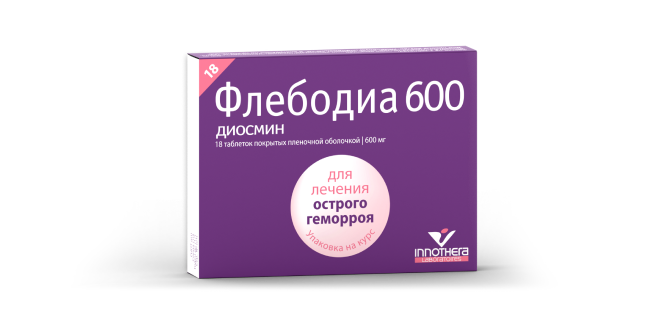 18
Флебодиа 600
ДИОСМИН
18 таблеток покрытых пленочной оболочкой | 600 мг
для
лечения
острого
геморроя
Упаковка на курс
INNOTHERA
LABORATOIRES